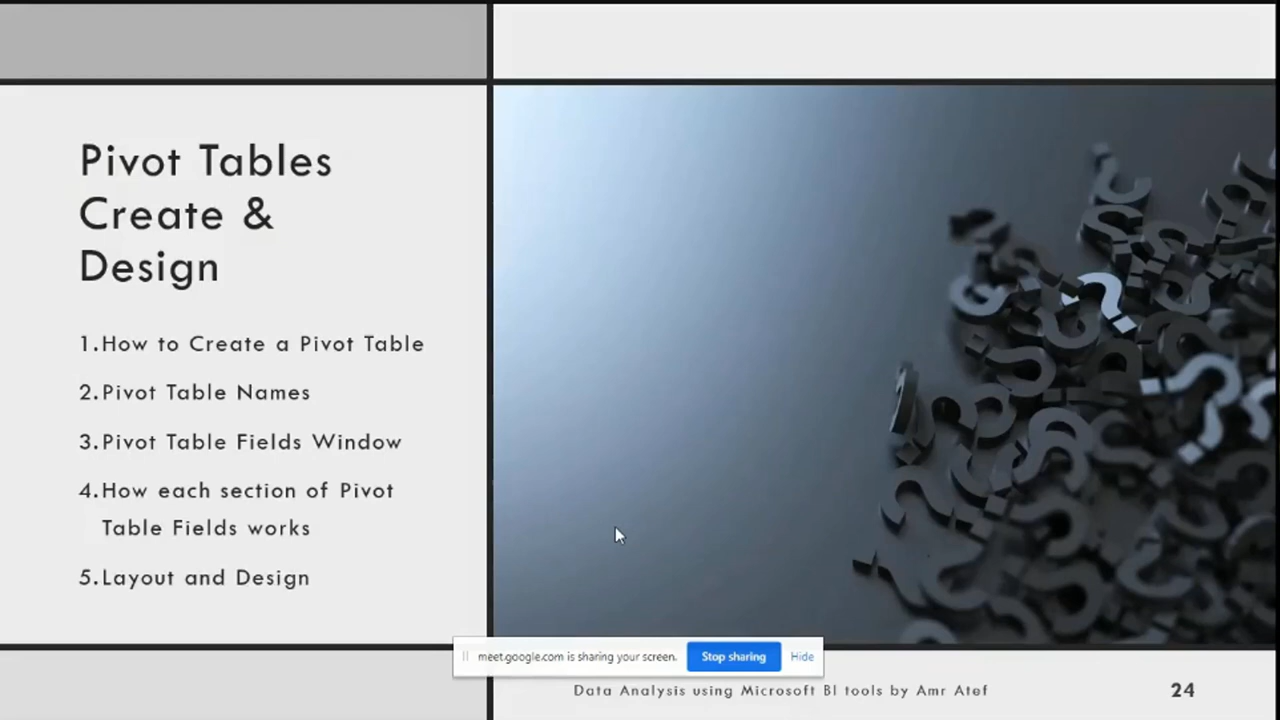 Pivot Tables
Create &
Design
1.How to Create a Pivot Table
2.Pivot Table Names
3.Pivot Table Fields Window
4.How each section of Pivot
Table Fields works
5.Layout and Design
meet.google.com is sharing your screen.
Stop sharing
Hide
Data Analysis using Microsoft BI tools by Amr Atef
24